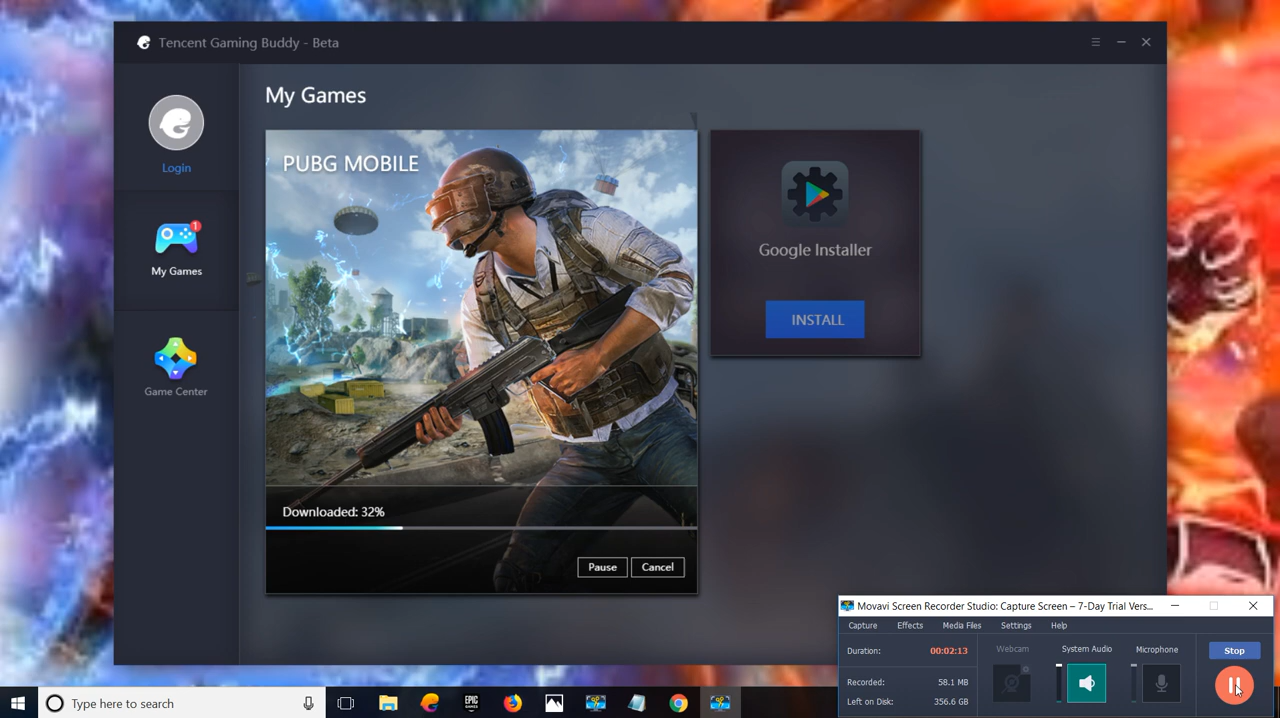 Tencent Gaming Buddy - Beta
Login
My Games
1
Game Center
My Games
PUBG MOBILE
Downloaded: 32%
Pause
Cancel
Google Installer
INSTALL
Movavi Screen Recorder Studio: Capture Screen – 7-Day Trial Vers...
Capture Effects Media Files Settings Help
Duration: 00:02:13
Recorded: 58.1 MB
Left on Disk: 356.6 GB
Webcam
System Audio
Microphone
Stop
Type here to search
EPIC
GAMES